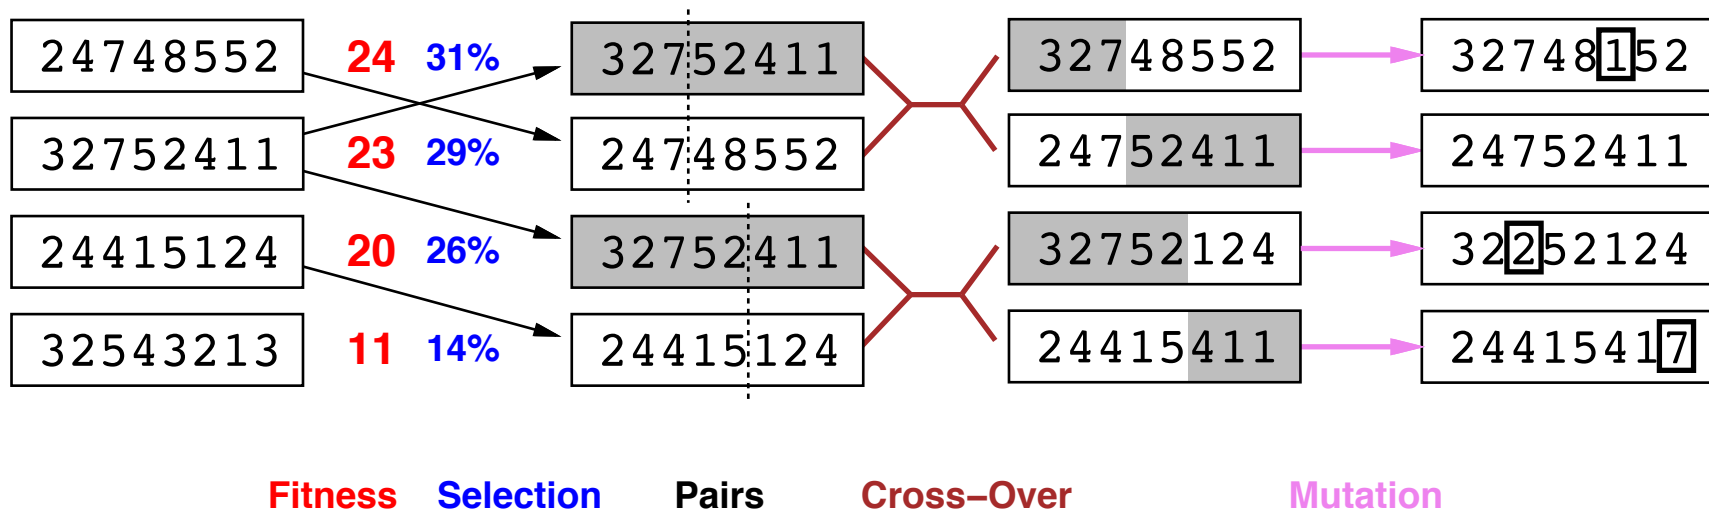 24748552 24 31% 32752411 32748552 32748152
32752411 23 29% 24748552 24752411 24752411
24415124 20 26% 32752411 32752124 32252124
32543213 11 14% 24415124 24415411 24415417
Fitness Selection Pairs Cross–Over Mutation